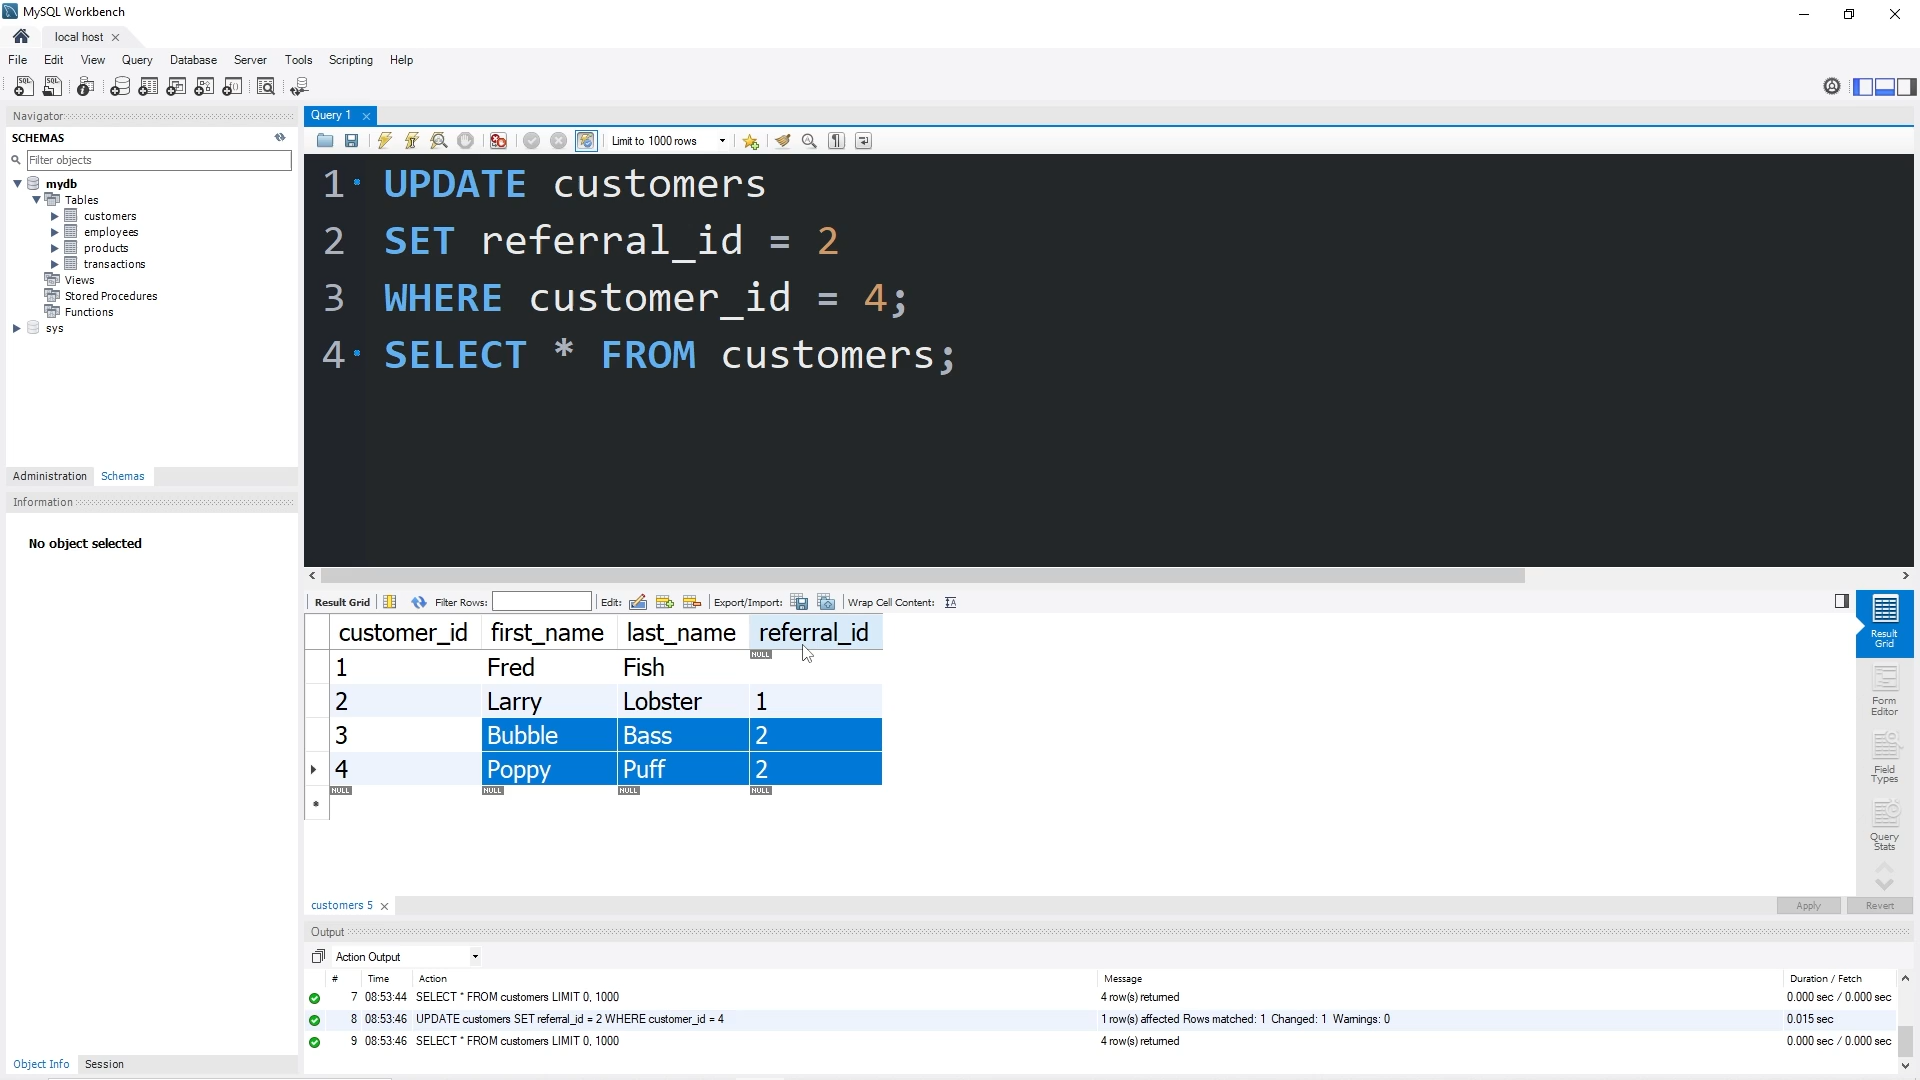 MySQL Workbench
local host
File Edit View Query Database Server Tools Scripting Help
Navigator
SCHEMAS
Filter objects
mydb
Tables
customers
employees
products
transactions
Views
Stored Procedures
Functions
sys
Administration Schemas
Information
No object selected
Object Info Session
Query 1
Limit to 1000 rows
1 UPDATE customers
2 SET referral_id = 2
3 WHERE customer_id = 4;
4 SELECT * FROM customers;
Result Grid Filter Rows: Edit: Export/Import: Wrap Cell Content:
customer_id first_name last_name referral_id
1 Fred Fish NULL
2 Larry Lobster 1
3 Bubble Bass 2
4 Poppy Puff 2
NULL NULL NULL NULL
Result
Grid
Form
Editor
Field
Types
Query
Stats
customers 5
Apply Revert
Output
Action Output
# Time Action Message Duration / Fetch
7 08:53:44 SELECT * FROM customers LIMIT 0, 1000 4 row(s) returned 0.000 sec / 0.000 sec
8 08:53:46 UPDATE customers SET referral_id = 2 WHERE customer_id = 4 1 row(s) affected Rows matched: 1 Changed: 1 Warnings: 0 0.015 sec
9 08:53:46 SELECT * FROM customers LIMIT 0, 1000 4 row(s) returned 0.000 sec / 0.000 sec